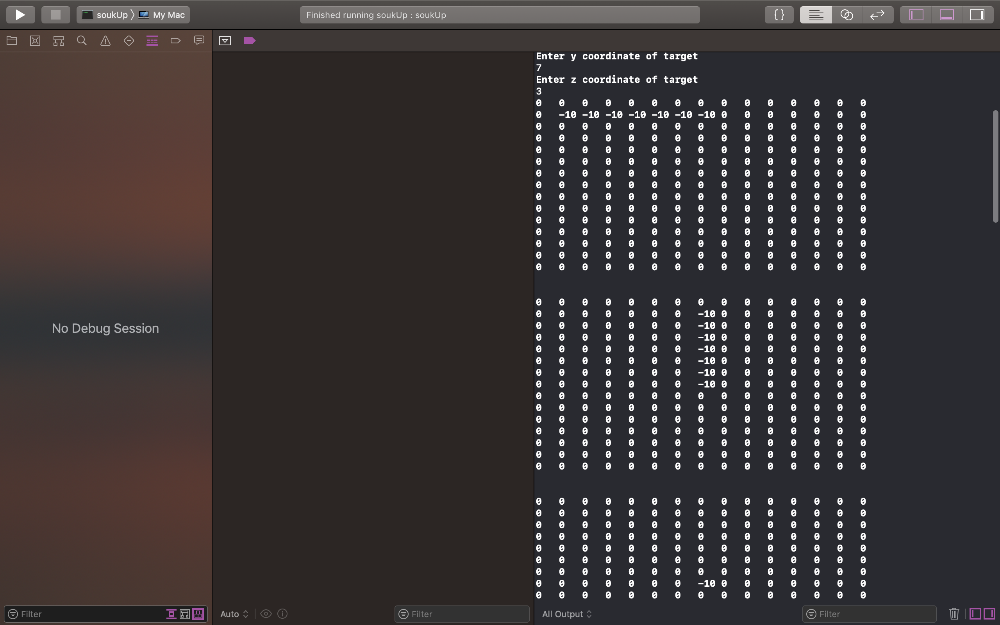 soukUp 〉 My Mac
Finished running soukUp : soukUp
{ }
No Debug Session
Filter
Auto
Filter
Enter y coordinate of target
7
Enter z coordinate of target
3
0 0 0 0 0 0 0 0 0 0 0 0 0 0 0
0 -10 -10 -10 -10 -10 -10 -10 0 0 0 0 0 0 0
0 0 0 0 0 0 0 0 0 0 0 0 0 0 0
0 0 0 0 0 0 0 0 0 0 0 0 0 0 0
0 0 0 0 0 0 0 0 0 0 0 0 0 0 0
0 0 0 0 0 0 0 0 0 0 0 0 0 0 0
0 0 0 0 0 0 0 0 0 0 0 0 0 0 0
0 0 0 0 0 0 0 0 0 0 0 0 0 0 0
0 0 0 0 0 0 0 0 0 0 0 0 0 0 0
0 0 0 0 0 0 0 0 0 0 0 0 0 0 0
0 0 0 0 0 0 0 0 0 0 0 0 0 0 0
0 0 0 0 0 0 0 0 0 0 0 0 0 0 0
0 0 0 0 0 0 0 0 0 0 0 0 0 0 0
0 0 0 0 0 0 0 0 0 0 0 0 0 0 0
0 0 0 0 0 0 0 0 0 0 0 0 0 0 0
0 0 0 0 0 0 0 0 0 0 0 0 0 0 0
0 0 0 0 0 0 0 -10 0 0 0 0 0 0 0
0 0 0 0 0 0 0 -10 0 0 0 0 0 0 0
0 0 0 0 0 0 0 -10 0 0 0 0 0 0 0
0 0 0 0 0 0 0 -10 0 0 0 0 0 0 0
0 0 0 0 0 0 0 -10 0 0 0 0 0 0 0
0 0 0 0 0 0 0 -10 0 0 0 0 0 0 0
0 0 0 0 0 0 0 -10 0 0 0 0 0 0 0
0 0 0 0 0 0 0 0 0 0 0 0 0 0 0
0 0 0 0 0 0 0 0 0 0 0 0 0 0 0
0 0 0 0 0 0 0 0 0 0 0 0 0 0 0
0 0 0 0 0 0 0 0 0 0 0 0 0 0 0
0 0 0 0 0 0 0 0 0 0 0 0 0 0 0
0 0 0 0 0 0 0 0 0 0 0 0 0 0 0
0 0 0 0 0 0 0 0 0 0 0 0 0 0 0
0 0 0 0 0 0 0 0 0 0 0 0 0 0 0
0 0 0 0 0 0 0 0 0 0 0 0 0 0 0
0 0 0 0 0 0 0 0 0 0 0 0 0 0 0
0 0 0 0 0 0 0 0 0 0 0 0 0 0 0
0 0 0 0 0 0 0 0 0 0 0 0 0 0 0
0 0 0 0 0 0 0 0 0 0 0 0 0 0 0
0 0 0 0 0 0 0 0 0 0 0 0 0 0 0
0 0 0 0 0 0 0 -10 0 0 0 0 0 0 0
0 0 0 0 0 0 0 0 0 0 0 0 0 0 0
All Output
Filter